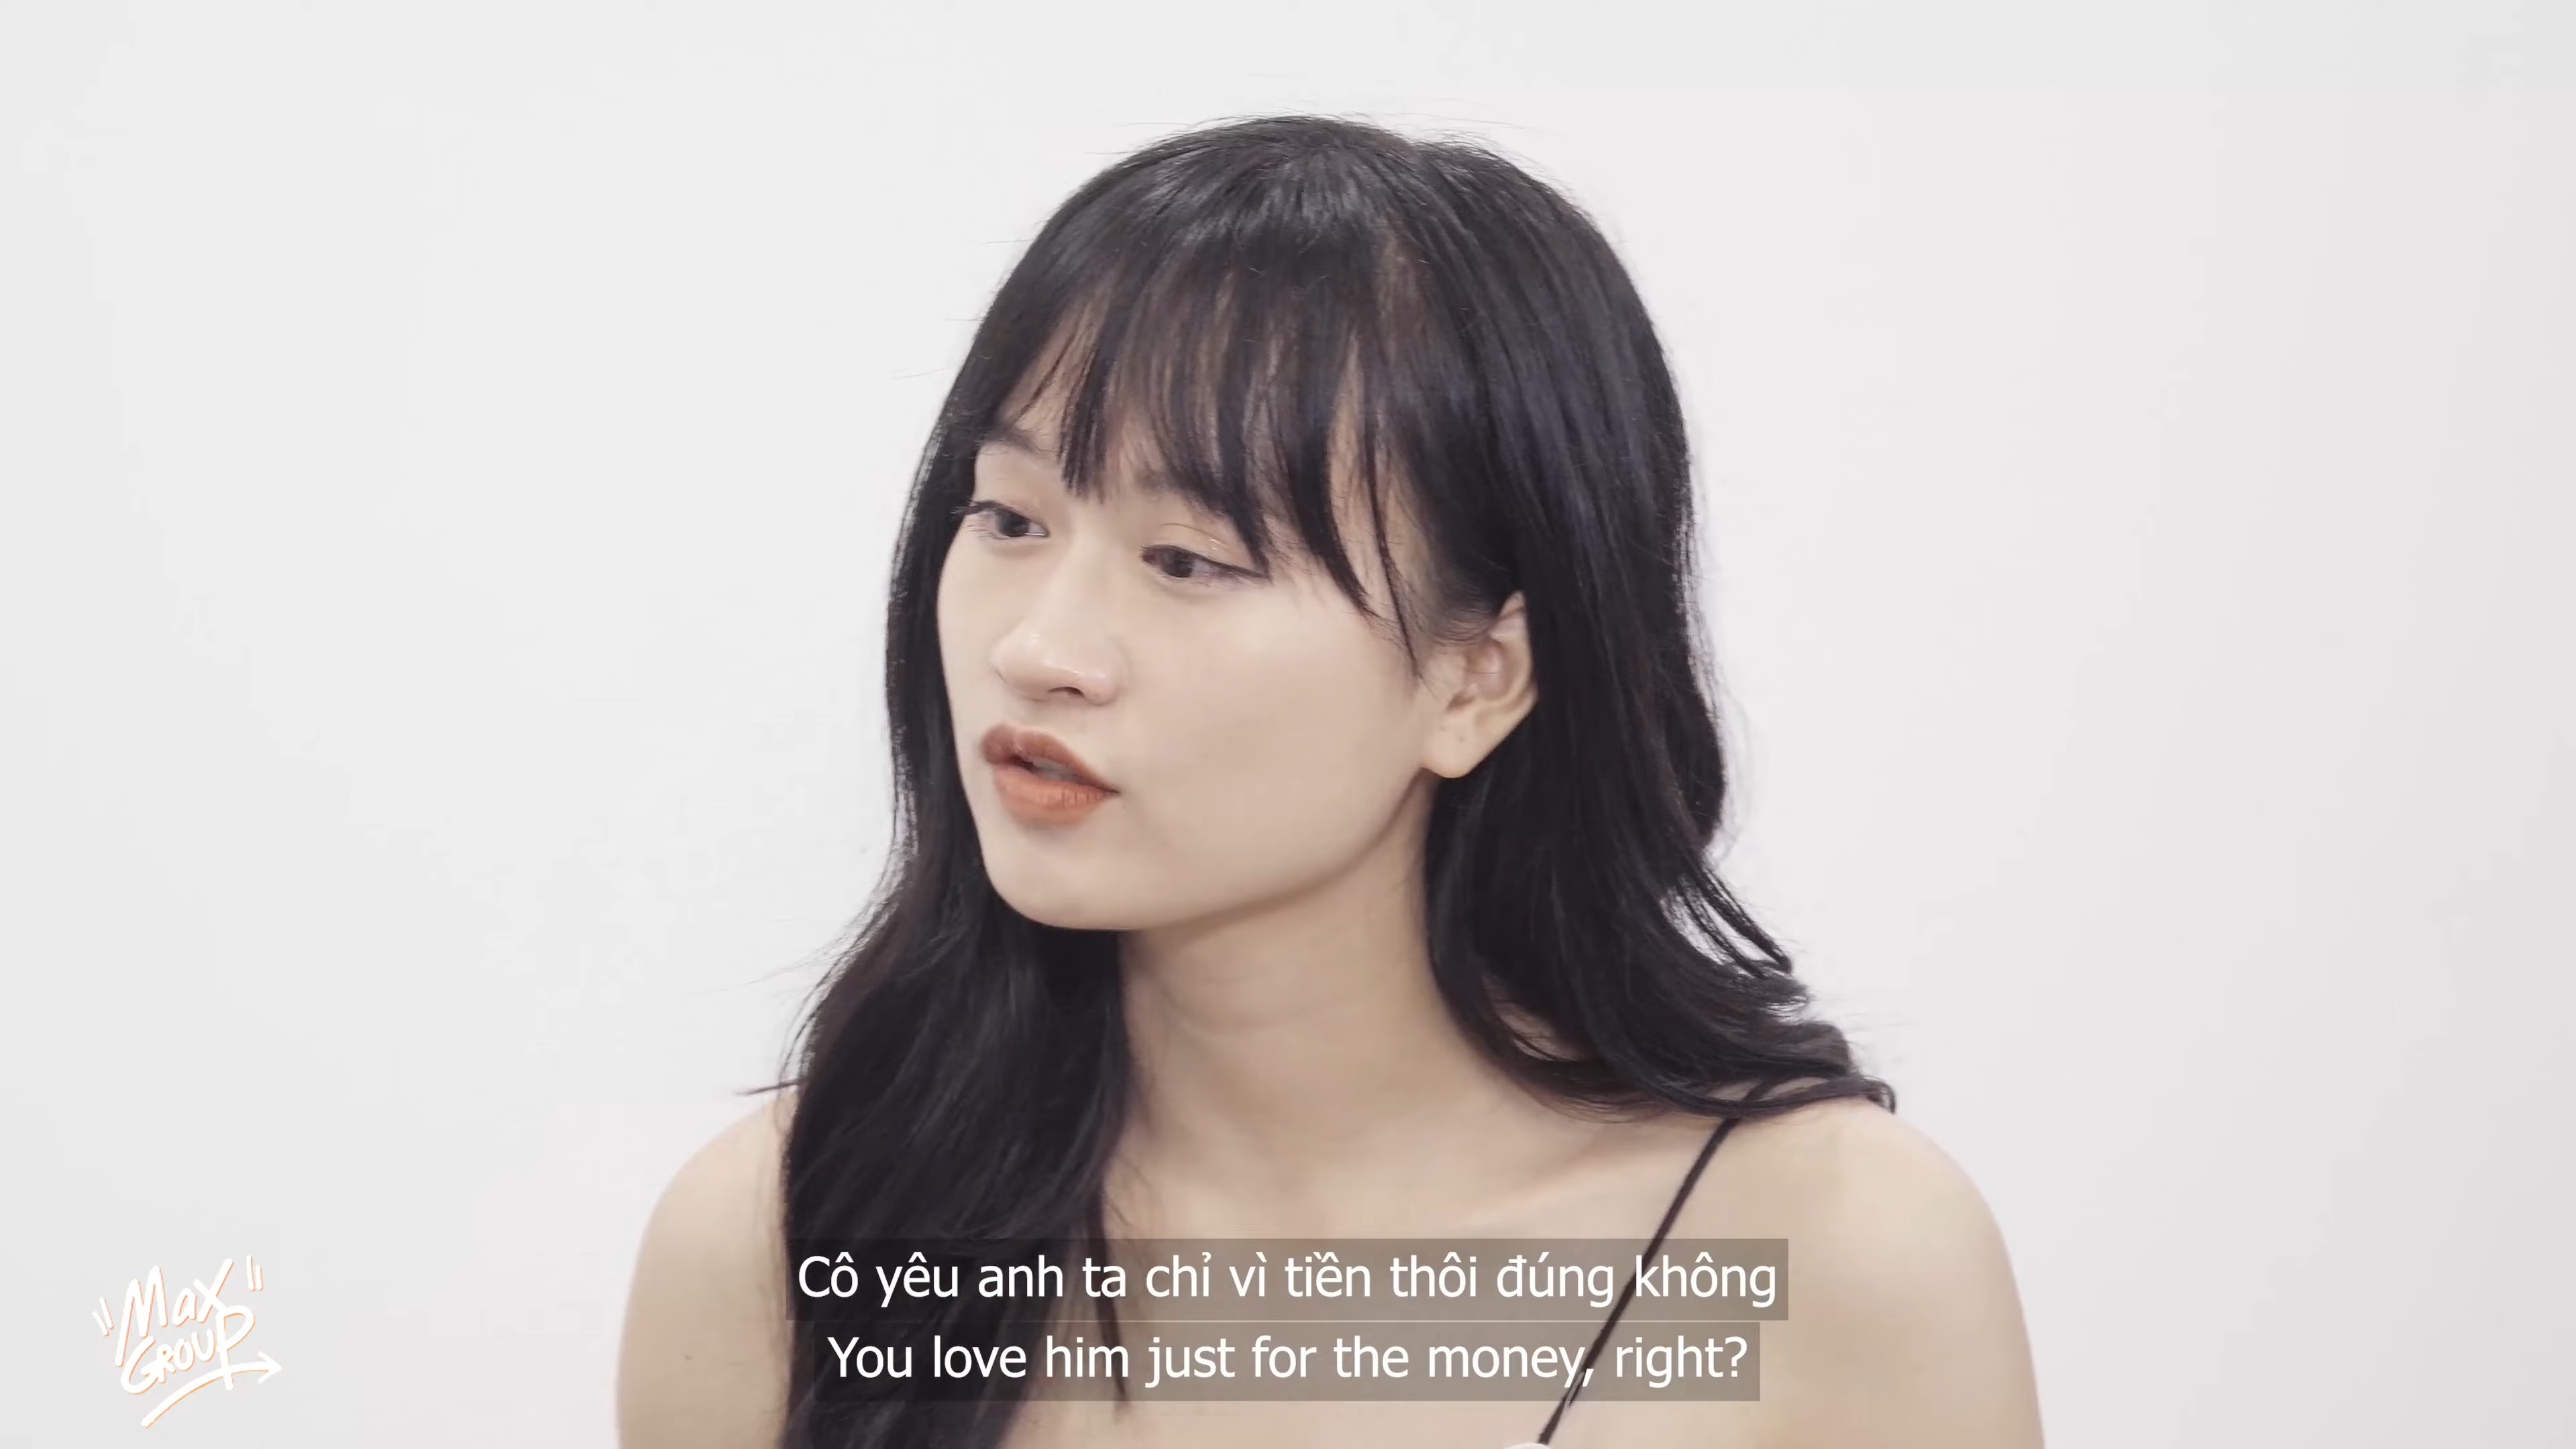 Max
GROUP
Cô yêu anh ta chỉ vì tiền thôi đúng không
You love him just for the money, right?